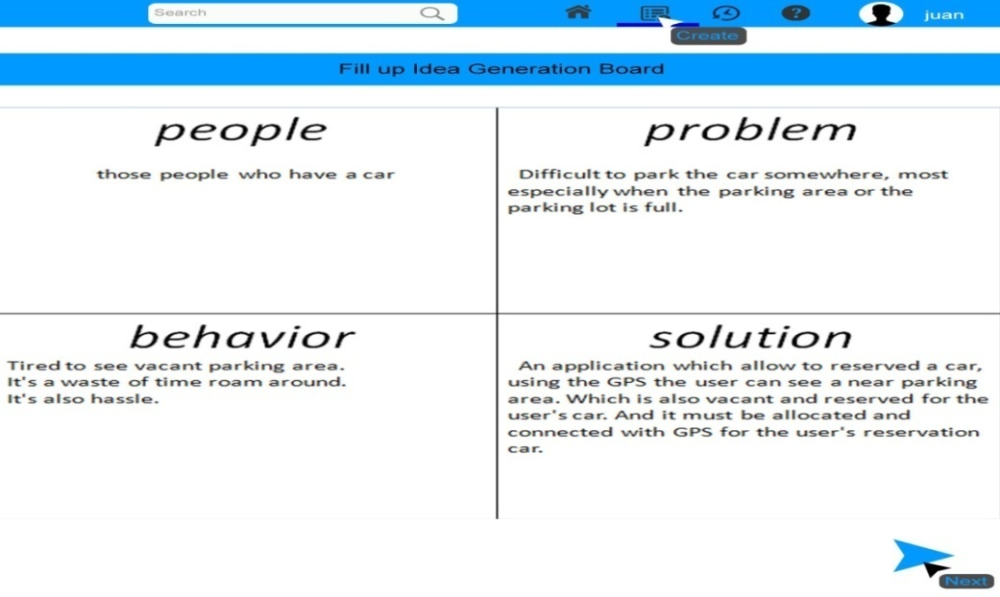 Search
juan
Create
Fill up Idea Generation Board
people
those people who have a car
problem
Difficult to park the car somewhere, most
especially when the parking area or the
parking lot is full.
behavior
Tired to see vacant parking area.
It's a waste of time roam around.
It's also hassle.
solution
An application which allow to reserved a car,
using the GPS the user can see a near parking
area. Which is also vacant and reserved for the
user's car. And it must be allocated and
connected with GPS for the user's reservation
car.
Next